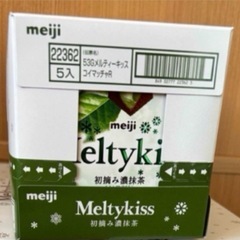 meiji
22362
5入
53Gメルティーキッス
コイマッチャR
meiji
eltyki
初摘み濃抹茶
meiji
Meltykiss
初摘み濃抹茶